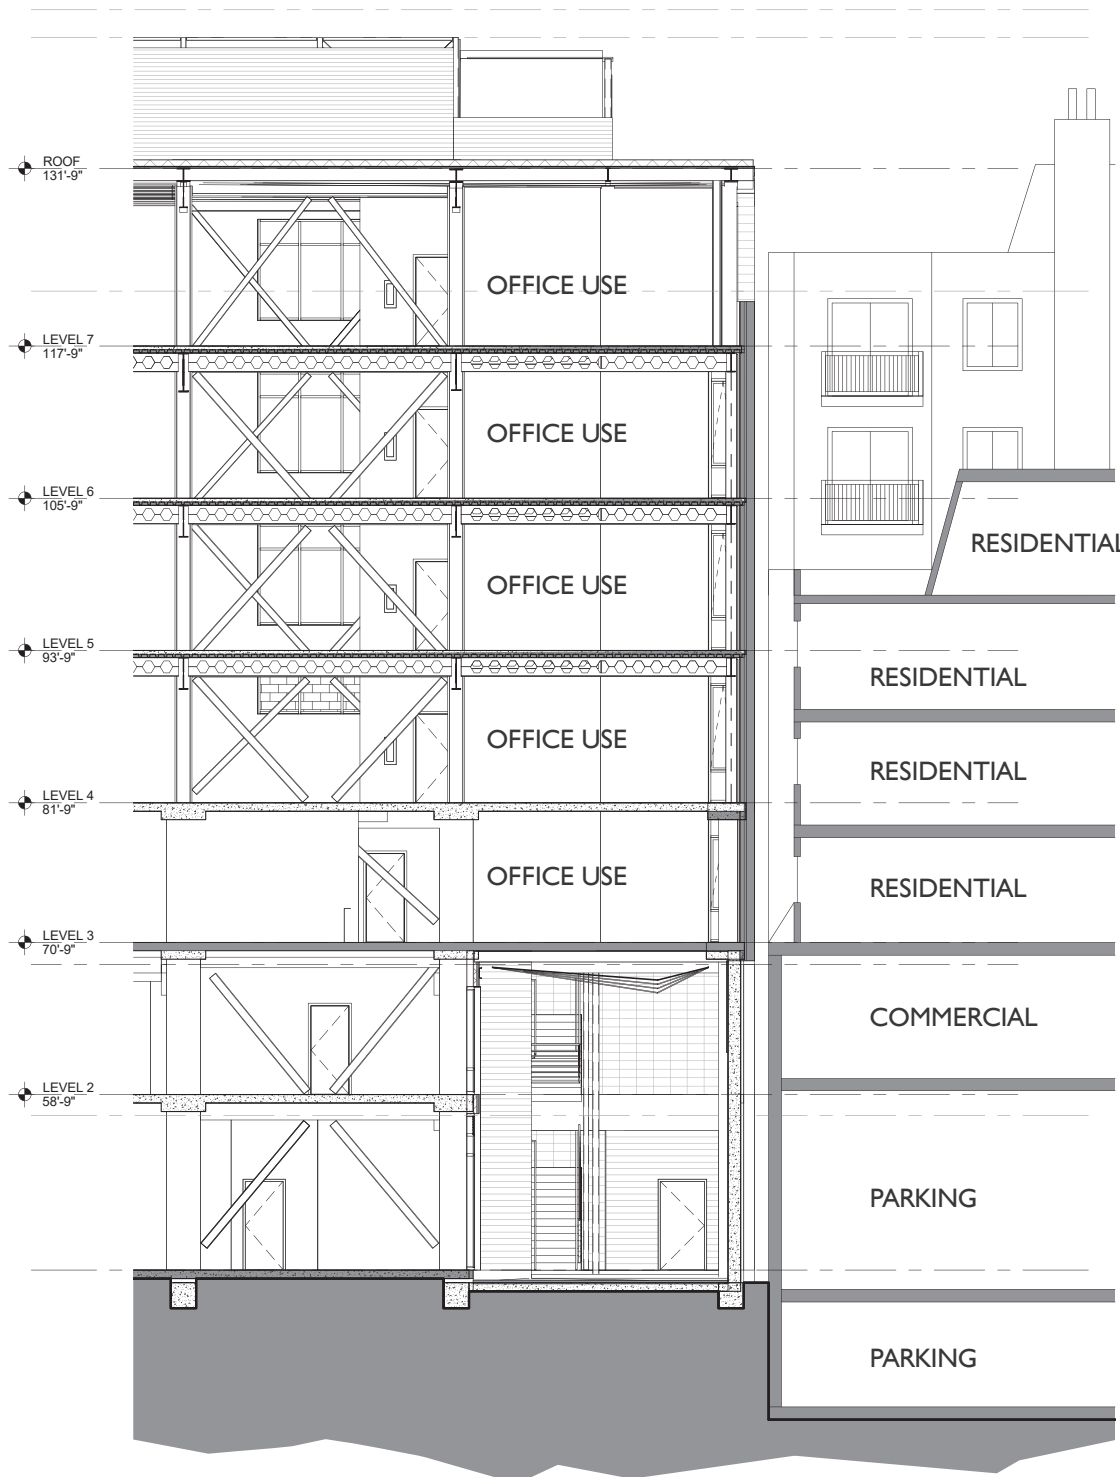 ROOF
131'-9"
OFFICE USE
LEVEL 7
117'-9"
OFFICE USE
LEVEL 6
105'-9"
RESIDENTIAL
OFFICE USE
LEVEL 5
93'-9"
RESIDENTIAL
OFFICE USE
RESIDENTIAL
LEVEL 4
81'-9"
OFFICE USE
RESIDENTIAL
LEVEL 3
70'-9"
COMMERCIAL
LEVEL 2
58'-9"
PARKING
PARKING